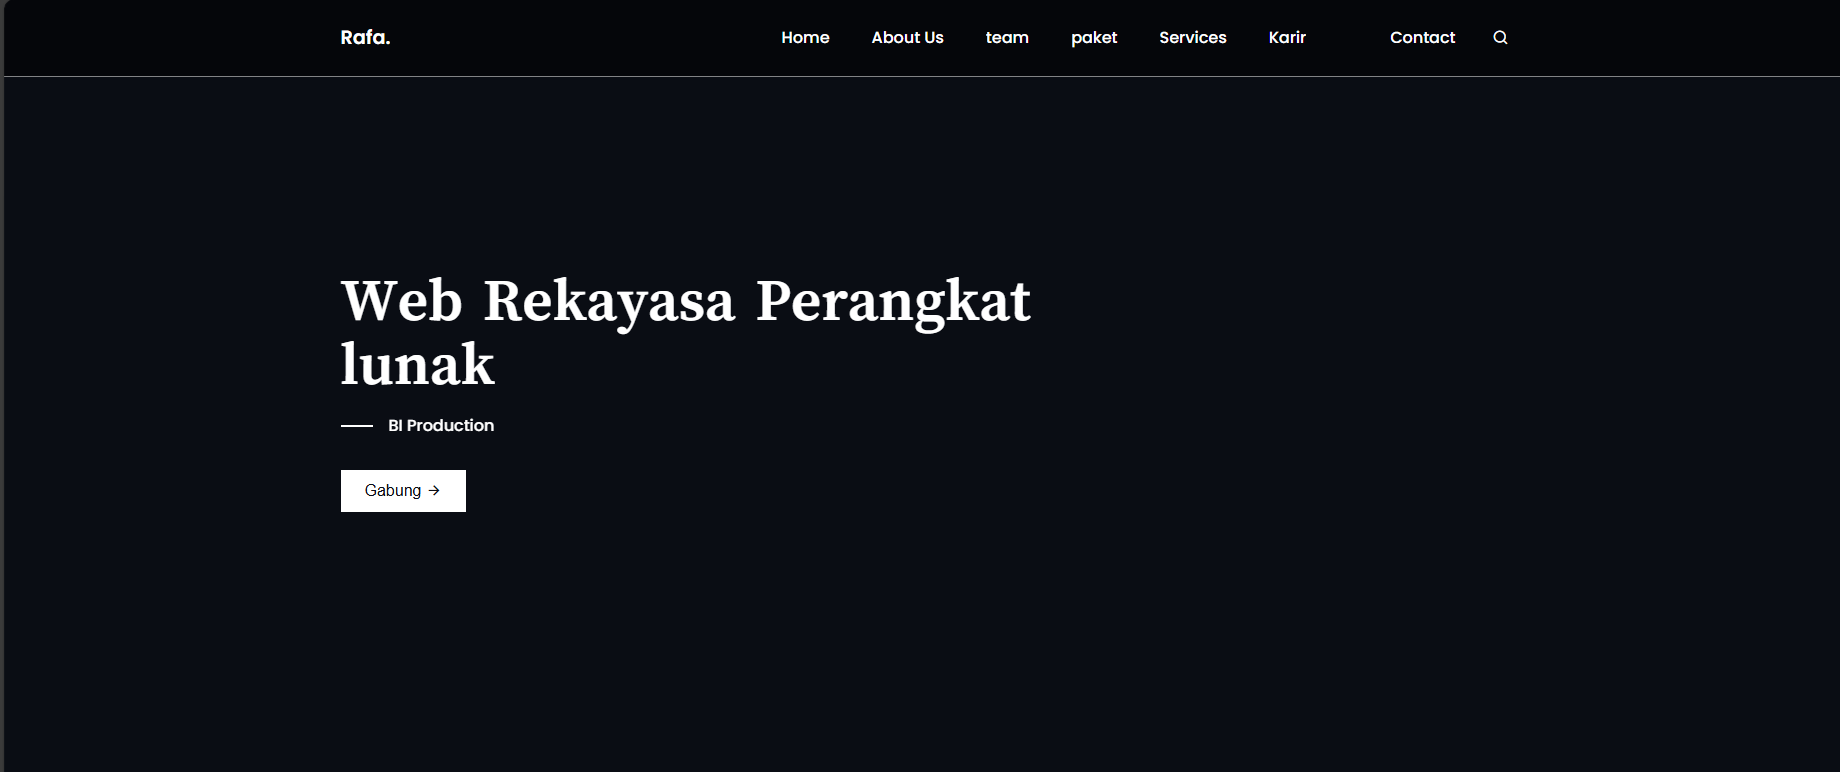 Rafa.
Home About Us team paket Services Karir Contact
Web Rekayasa Perangkat
lunak
BI Production
Gabung →